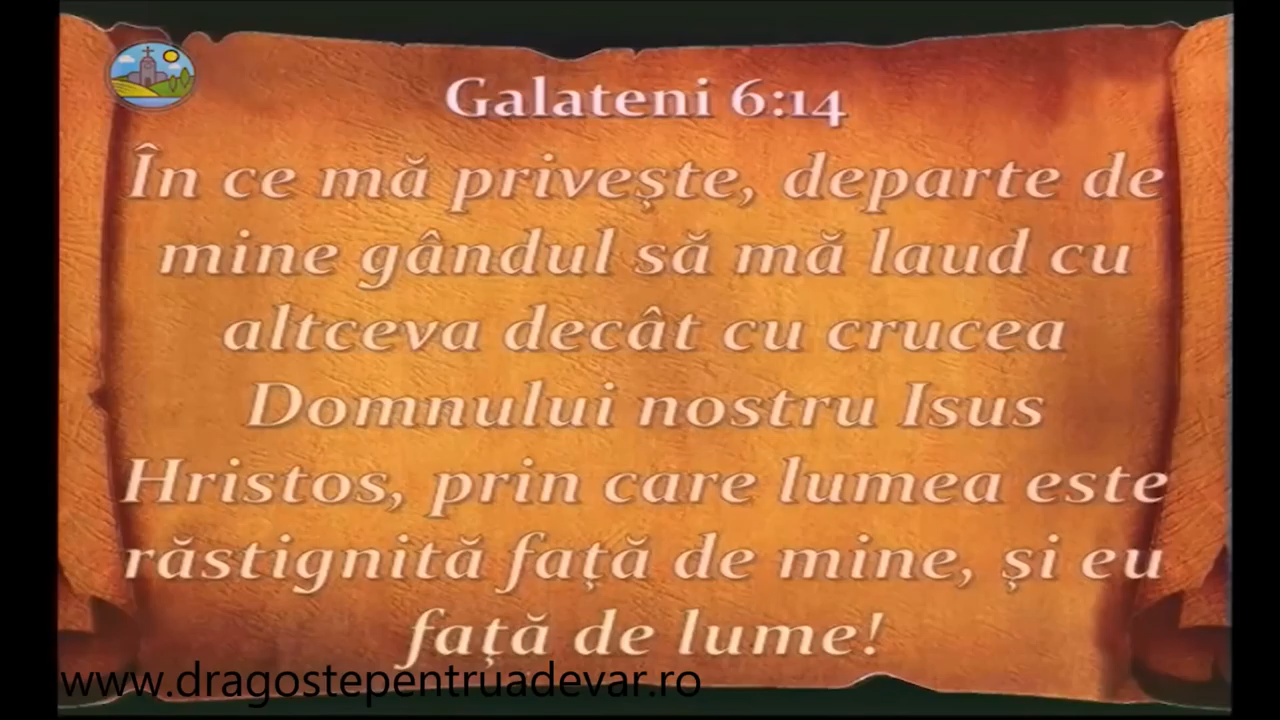 Galateni 6:14
În ce mă privește, departe de
mine gândul să mă laud cu
altceva decât cu crucea
Domnului nostru Isus
Hristos, prin care lumea este
răstignită față de mine, și eu
față de lume!
www.dragostepentruadevar.ro